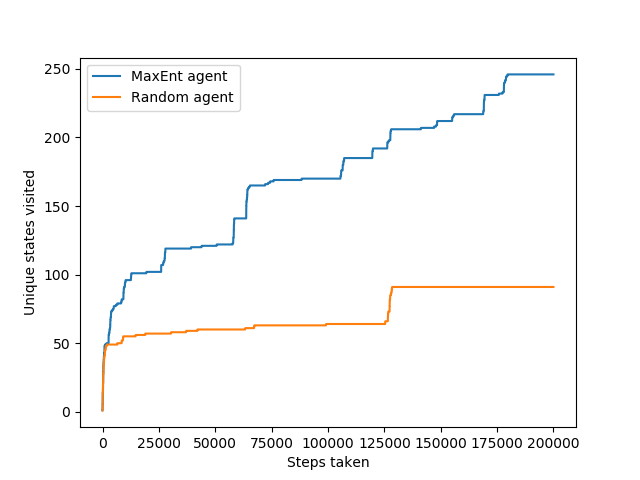 MaxEnt agent
Random agent
Unique states visited
250
200
150
100
50
0
0 25000 50000 75000 100000 125000 150000 175000 200000
Steps taken